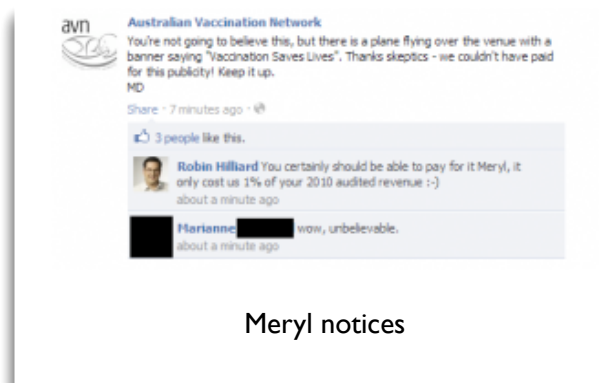 avn
Australian Vaccination Network
You're not going to believe this, but there is a plane flying over the venue with a
banner saying "Vaccination Saves Lives". Thanks skeptics - we couldn't have paid
for this publicity! Keep it up.
MD
Share · 7 minutes ago ·
3 people like this.
Robin Hilliard You certainly should be able to pay for it Meryl, it
only cost us 1% of your 2010 audited revenue :-)
about a minute ago
Marianne wow, unbelievable.
about a minute ago
Meryl notices